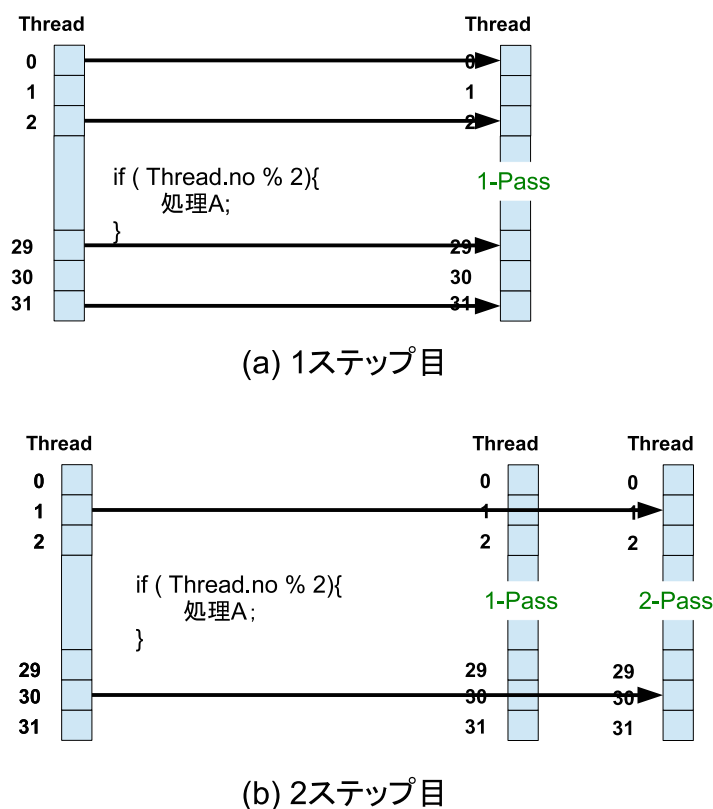 Thread Thread
0 0
1 1
2 2
if ( Thread.no % 2){
1-Pass
処理A;
}
29 29
30 30
31 31
(a) 1ステップ目
Thread Thread Thread
0 0 0
1 1 1
2 2 2
if ( Thread.no % 2){
1-Pass 2-Pass
処理A ;
}
29 29 29
30 30 30
31 31 31
(b) 2ステップ目